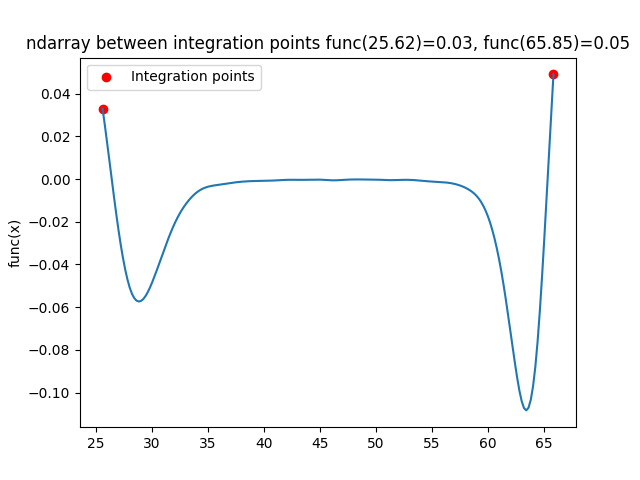 ndarray between integration points func(25.62)=0.03, func(65.85)=0.05
Integration points
func(x)
0.04
0.02
0.00
−0.02
−0.04
−0.06
−0.08
−0.10
25 30 35 40 45 50 55 60 65